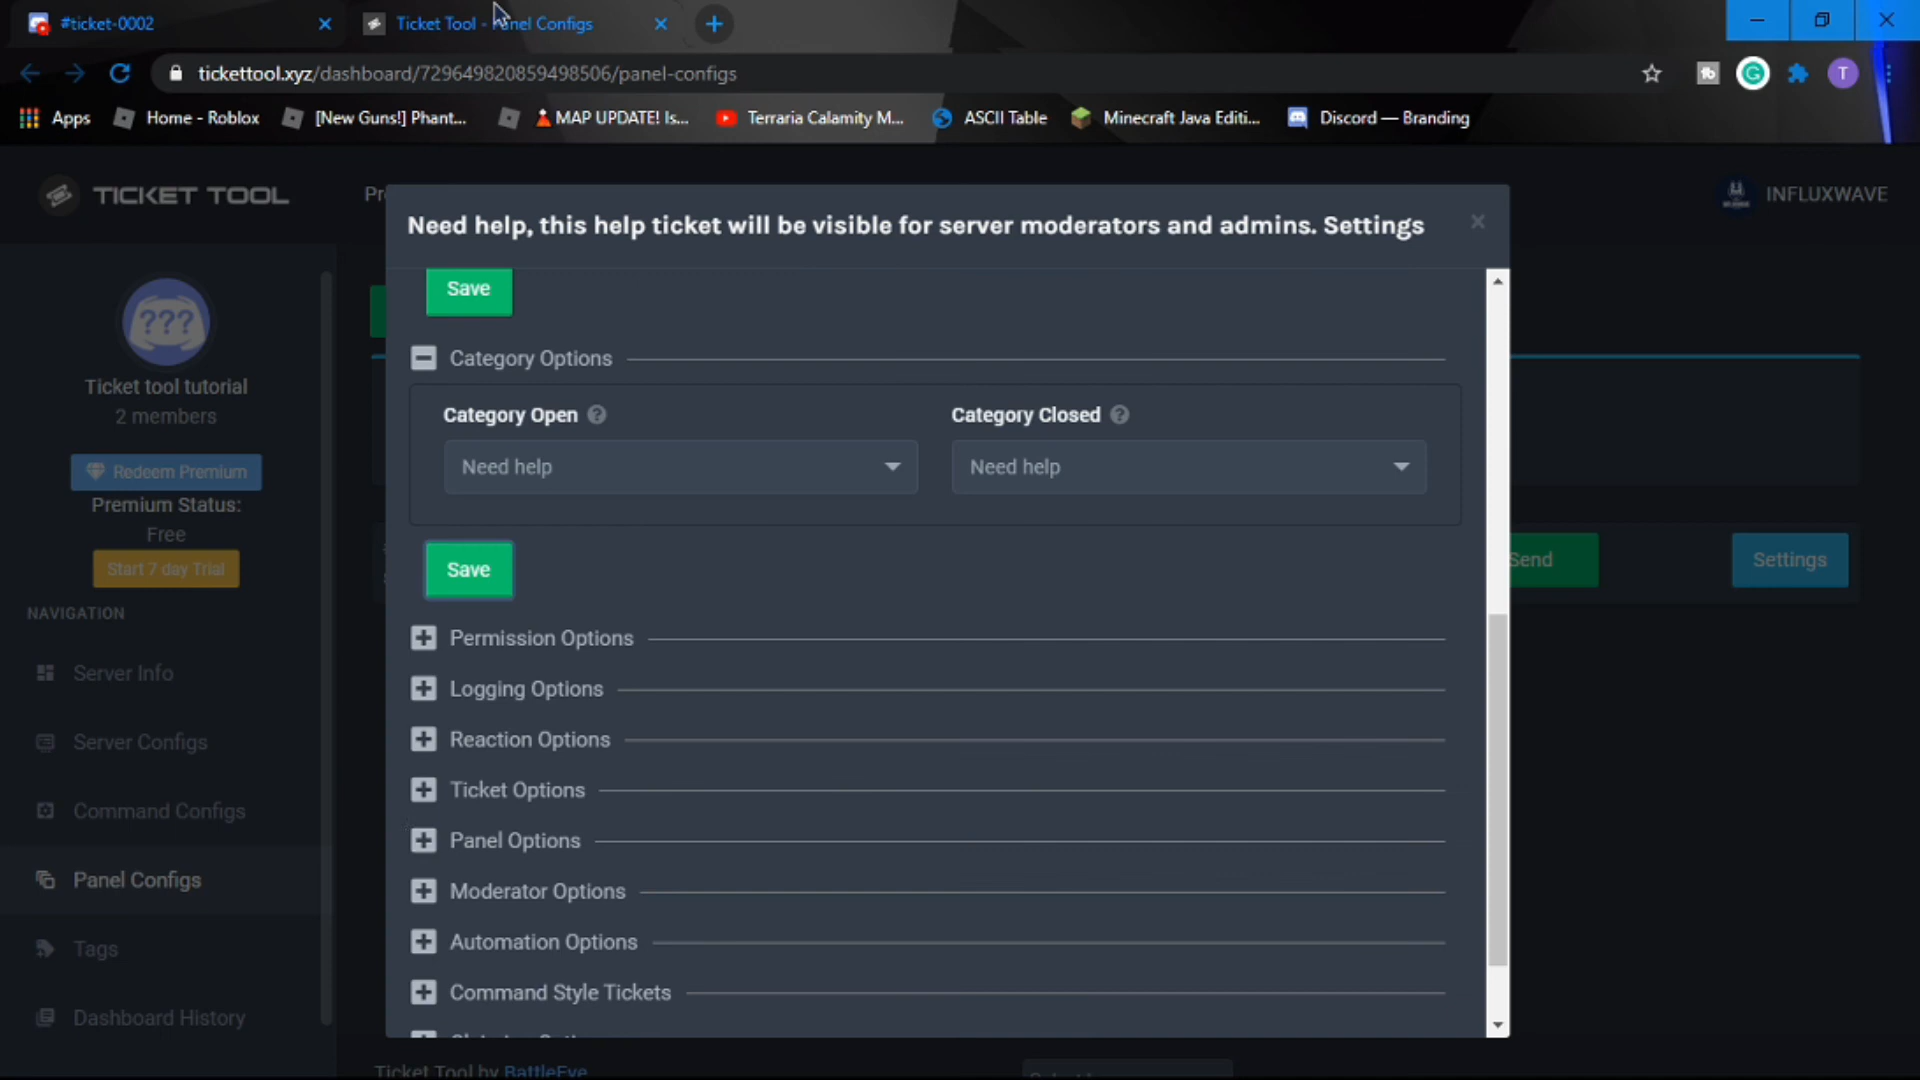 #ticket-0002
Ticket Tool - Panel Configs
tickettool.xyz/dashboard/729649820859498506/panel-configs
T
Apps
Home - Roblox
[New Guns!] Phant...
MAP UPDATE! Is...
Terraria Calamity M...
ASCII Table
Minecraft Java Editi...
Discord — Branding
TICKET TOOL
INFLUXWAVE
Need help, this help ticket will be visible for server moderators and admins. Settings
Save
???
Ticket tool tutorial
2 members
Redeem Premium
Premium Status:
Free
Start 7 day Trial
NAVIGATION
Server Info
Server Configs
Command Configs
Panel Configs
Tags
Dashboard History
Category Options
Category Open
Category Closed
Need help
Need help
Save
Send
Settings
Permission Options
Logging Options
Reaction Options
Ticket Options
Panel Options
Moderator Options
Automation Options
Command Style Tickets
Ticket Tool by BattleEye